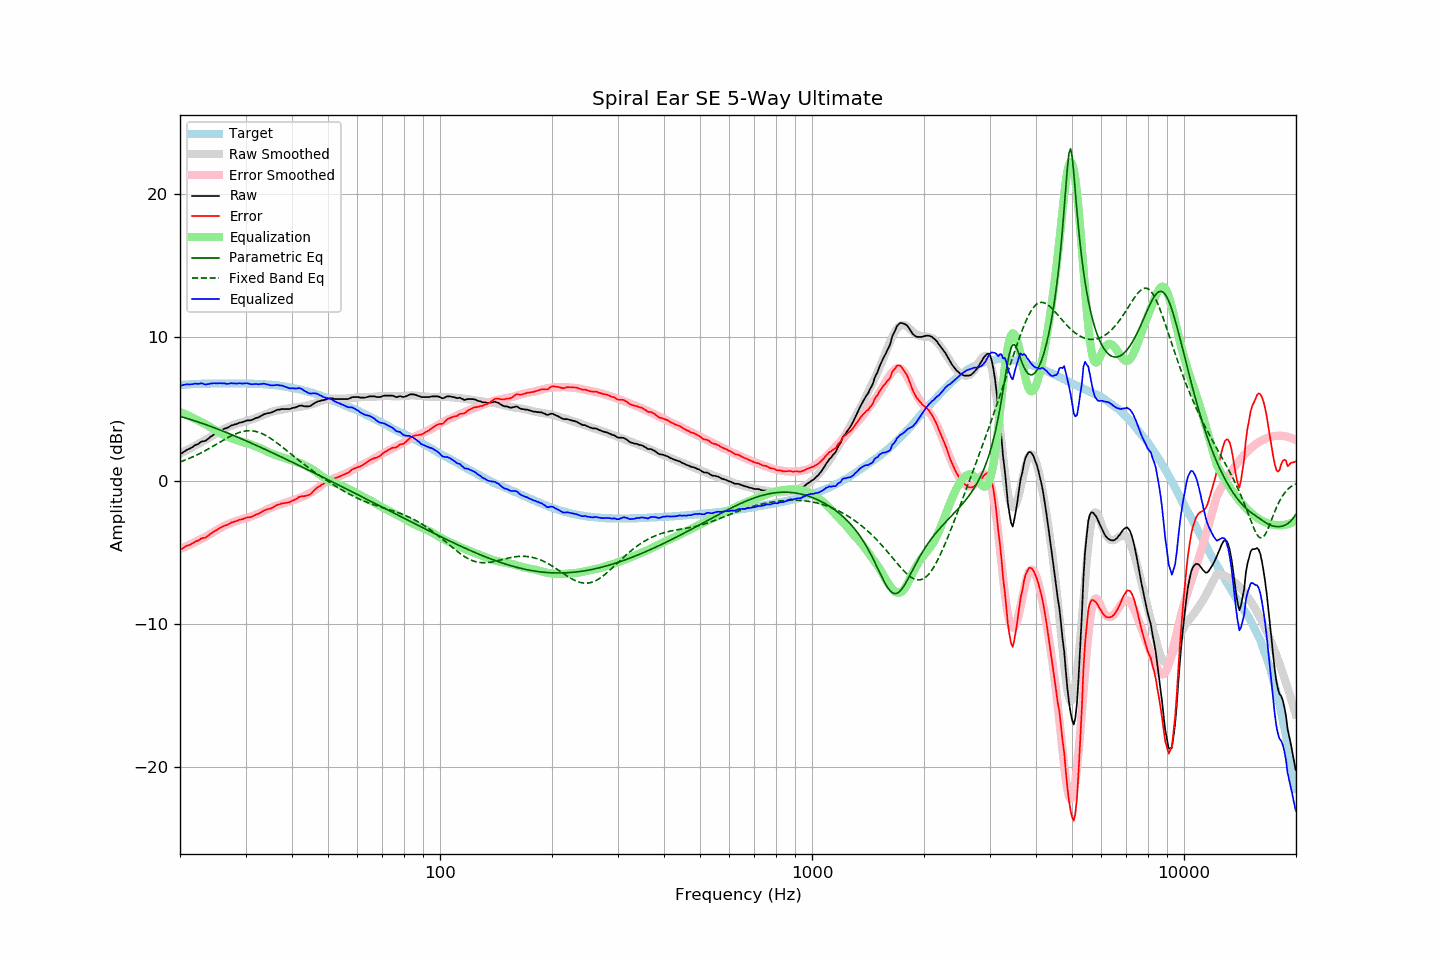 Spiral Ear SE 5-Way Ultimate
Target
Raw Smoothed
Error Smoothed
Raw
Error
Equalization
Parametric Eq
Fixed Band Eq
Equalized
20
10
0
−10
−20
Amplitude (dBr)
100
1000
10000
Frequency (Hz)